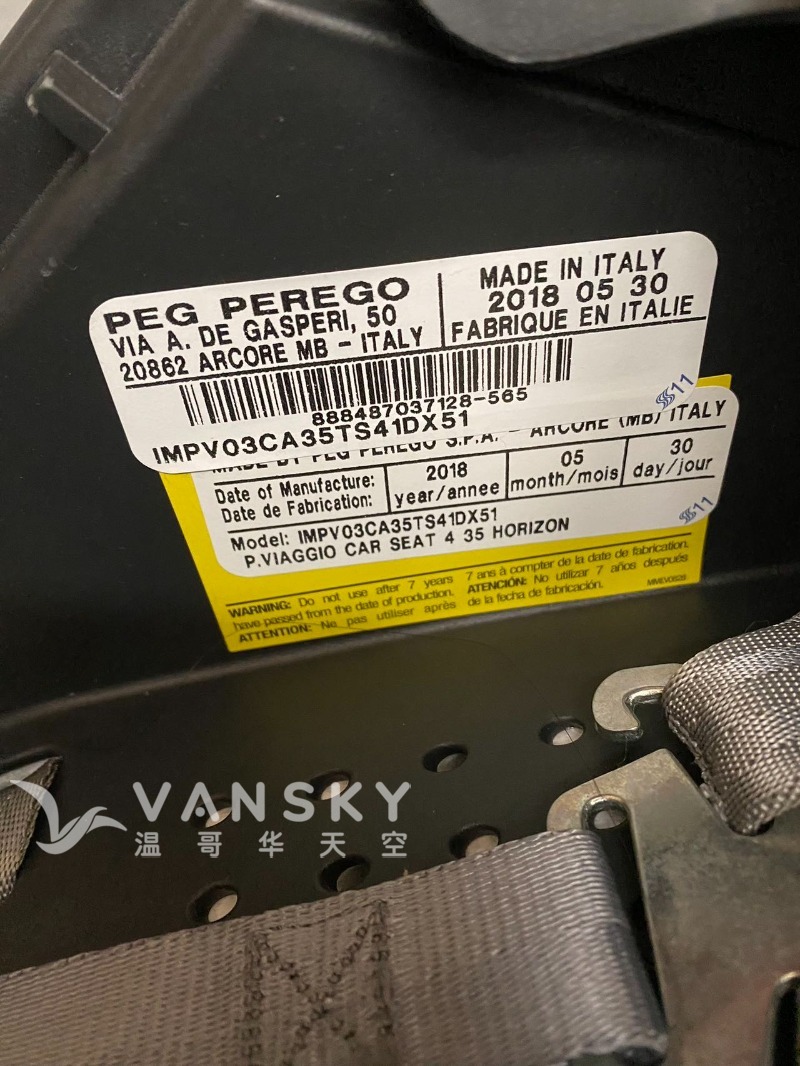 PEG PEREGO
VIA A. DE GASPERI, 50
20862 ARCORE MB - ITALY
MADE IN ITALY
2018 05 30
FABRIQUE EN ITALIE
888487037128-565
IMPV03CA35TS41DX51
SS11
MADE BY PEG PEREGO S.P.A. - ARCORE (MB) ITALY
Date of Manufacture:
Date de Fabrication:
2018
year/annee
05
month/mois
30
day/jour
Model: IMPV03CA35TS41DX51
P.VIAGGIO CAR SEAT 4 35 HORIZON
SS11
WARNING: Do not use after 7 years
have passed from the date of production.
ATTENTION: Ne pas utiliser après
7 ans à compter de la date de fabrication.
ATENCIÓN: No utilizar 7 años después
de la fecha de fabricación.
VANSKY
温哥华天空